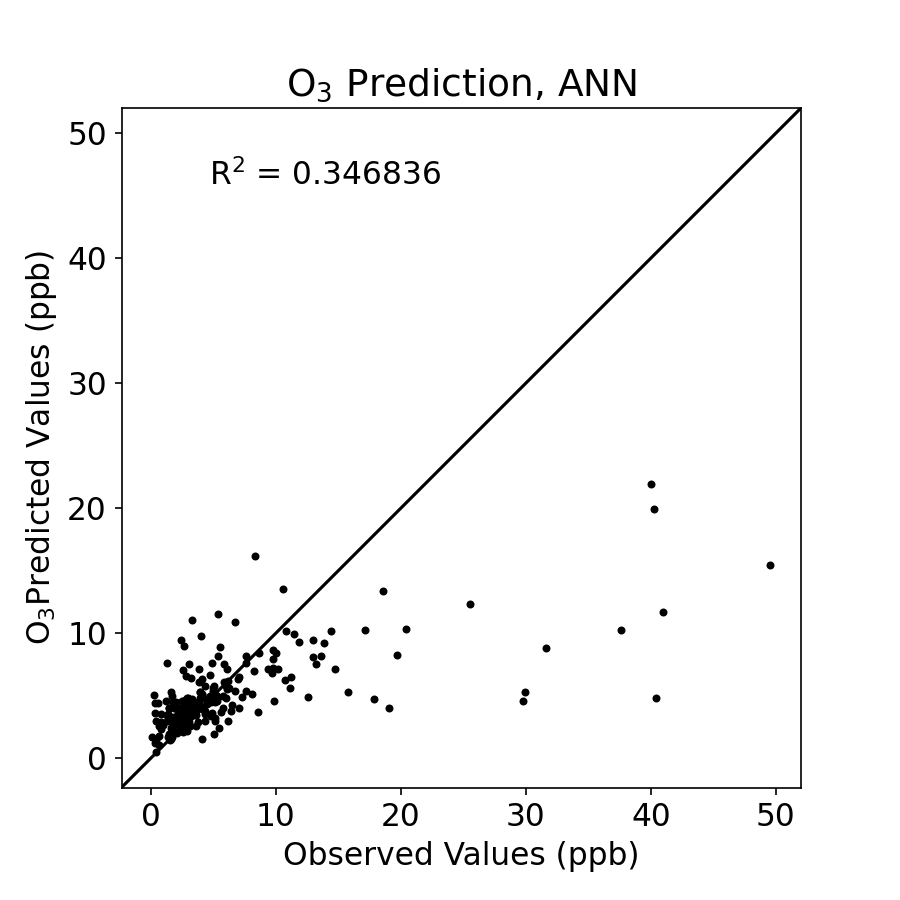 O₃ Prediction, ANN
R² = 0.346836
O₃Predicted Values (ppb)
50
40
30
20
10
0
0 10 20 30 40 50
Observed Values (ppb)